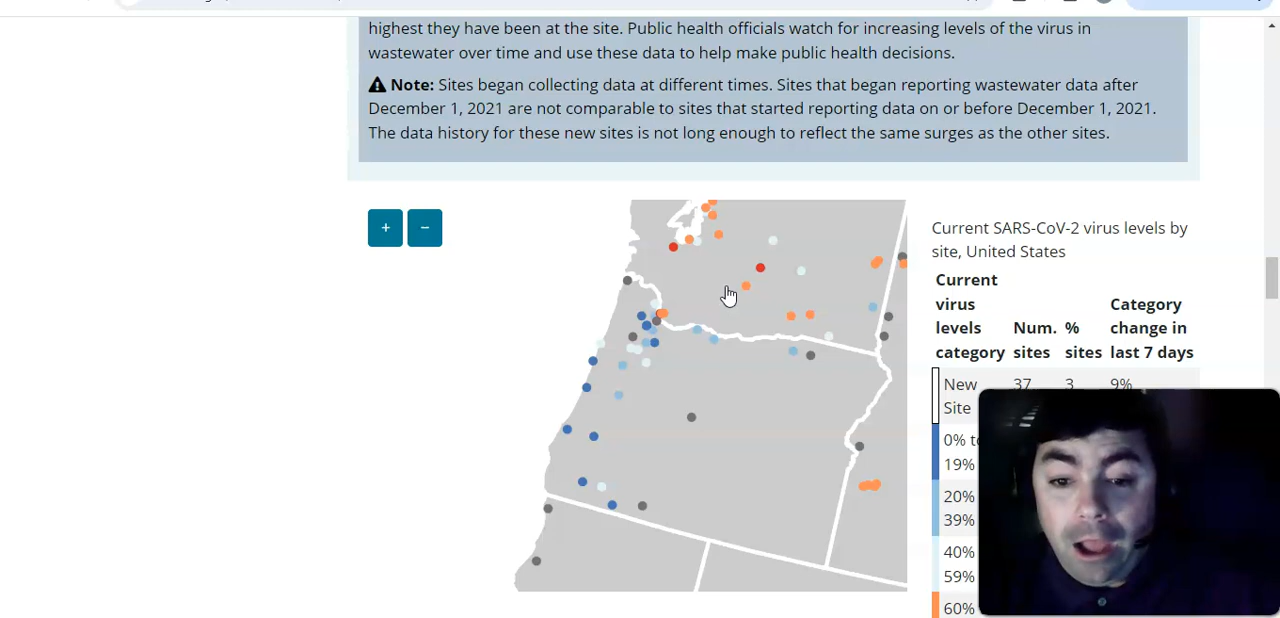 highest they have been at the site. Public health officials watch for increasing levels of the virus in
wastewater over time and use these data to help make public health decisions.
Note: Sites began collecting data at different times. Sites that began reporting wastewater data after
December 1, 2021 are not comparable to sites that started reporting data on or before December 1, 2021.
The data history for these new sites is not long enough to reflect the same surges as the other sites.
+ −
Current SARS-CoV-2 virus levels by
site, United States
Current
virus
levels
category
Num.
sites
%
sites
Category
change in
last 7 days
New
Site
37
3
9%
0% to
19%
20%
39%
40%
59%
60%